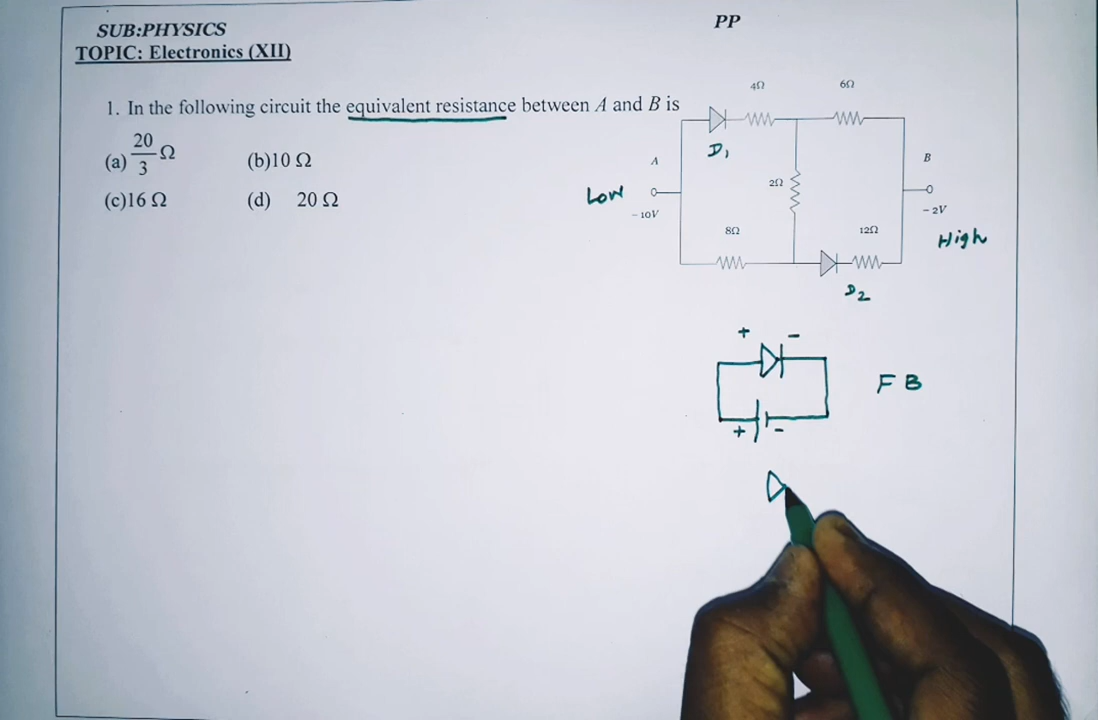 PP
SUB:PHYSICS
TOPIC: Electronics (XII)
1. In the following circuit the equivalent resistance between A and B is
(a) 20/3 Ω (b)10 Ω
(c)16 Ω (d) 20 Ω
4Ω 6Ω
D1
A B
2Ω
Low
- 10V - 2V
8Ω 12Ω
High
D2
+ -
F B
+ -